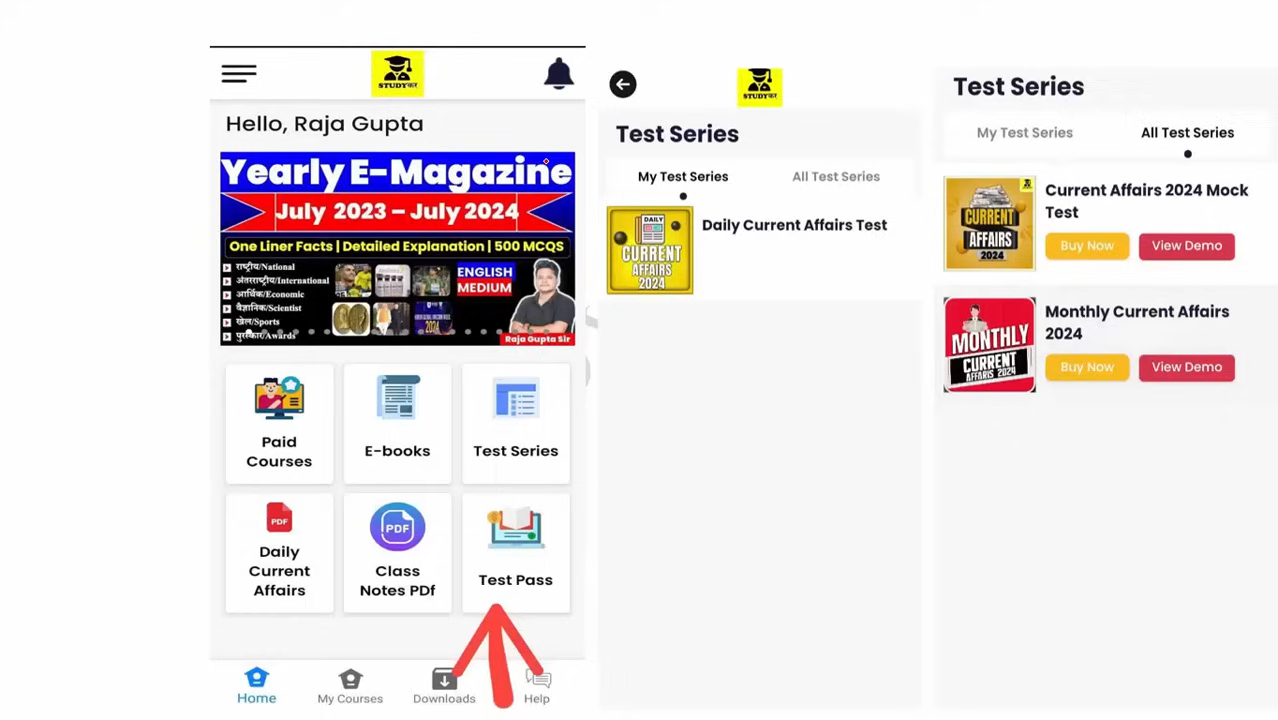 STUDYकर
Hello, Raja Gupta
Yearly E-Magazine
July 2023 – July 2024
One Liner Facts | Detailed Explanation | 500 MCQS
राष्ट्रीय/National
अंतरराष्ट्रीय/International
आर्थिक/Economic
वैज्ञानिक/Scientist
खेल/Sports
पुरस्कार/Awards
ENGLISH
MEDIUM
2024
Raja Gupta Sir
Paid
Courses
E-books
Test Series
PDF
Daily
Current
Affairs
PDF
Class
Notes PDf
Test Pass
Home
My Courses
Downloads
Help
STUDYकर
Test Series
My Test Series
All Test Series
DAILY
CURRENT
AFFAIRS
2024
Daily Current Affairs Test
Test Series
My Test Series
All Test Series
CURRENT
AFFAIRS
2024
Current Affairs 2024 Mock
Test
Buy Now
View Demo
MONTHLY
CURRENT
AFFARIS 2024
Monthly Current Affairs
2024
Buy Now
View Demo